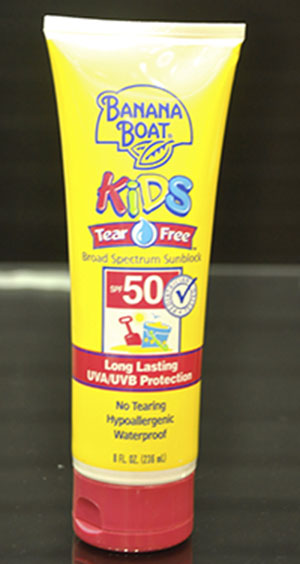 BANANA
BOAT®
KiDS
Tear Free™
Broad Spectrum Sunblock
SPF 50
Long Lasting
UVA/UVB Protection
No Tearing
Hypoallergenic
Waterproof
8 FL. OZ. (236 mL)